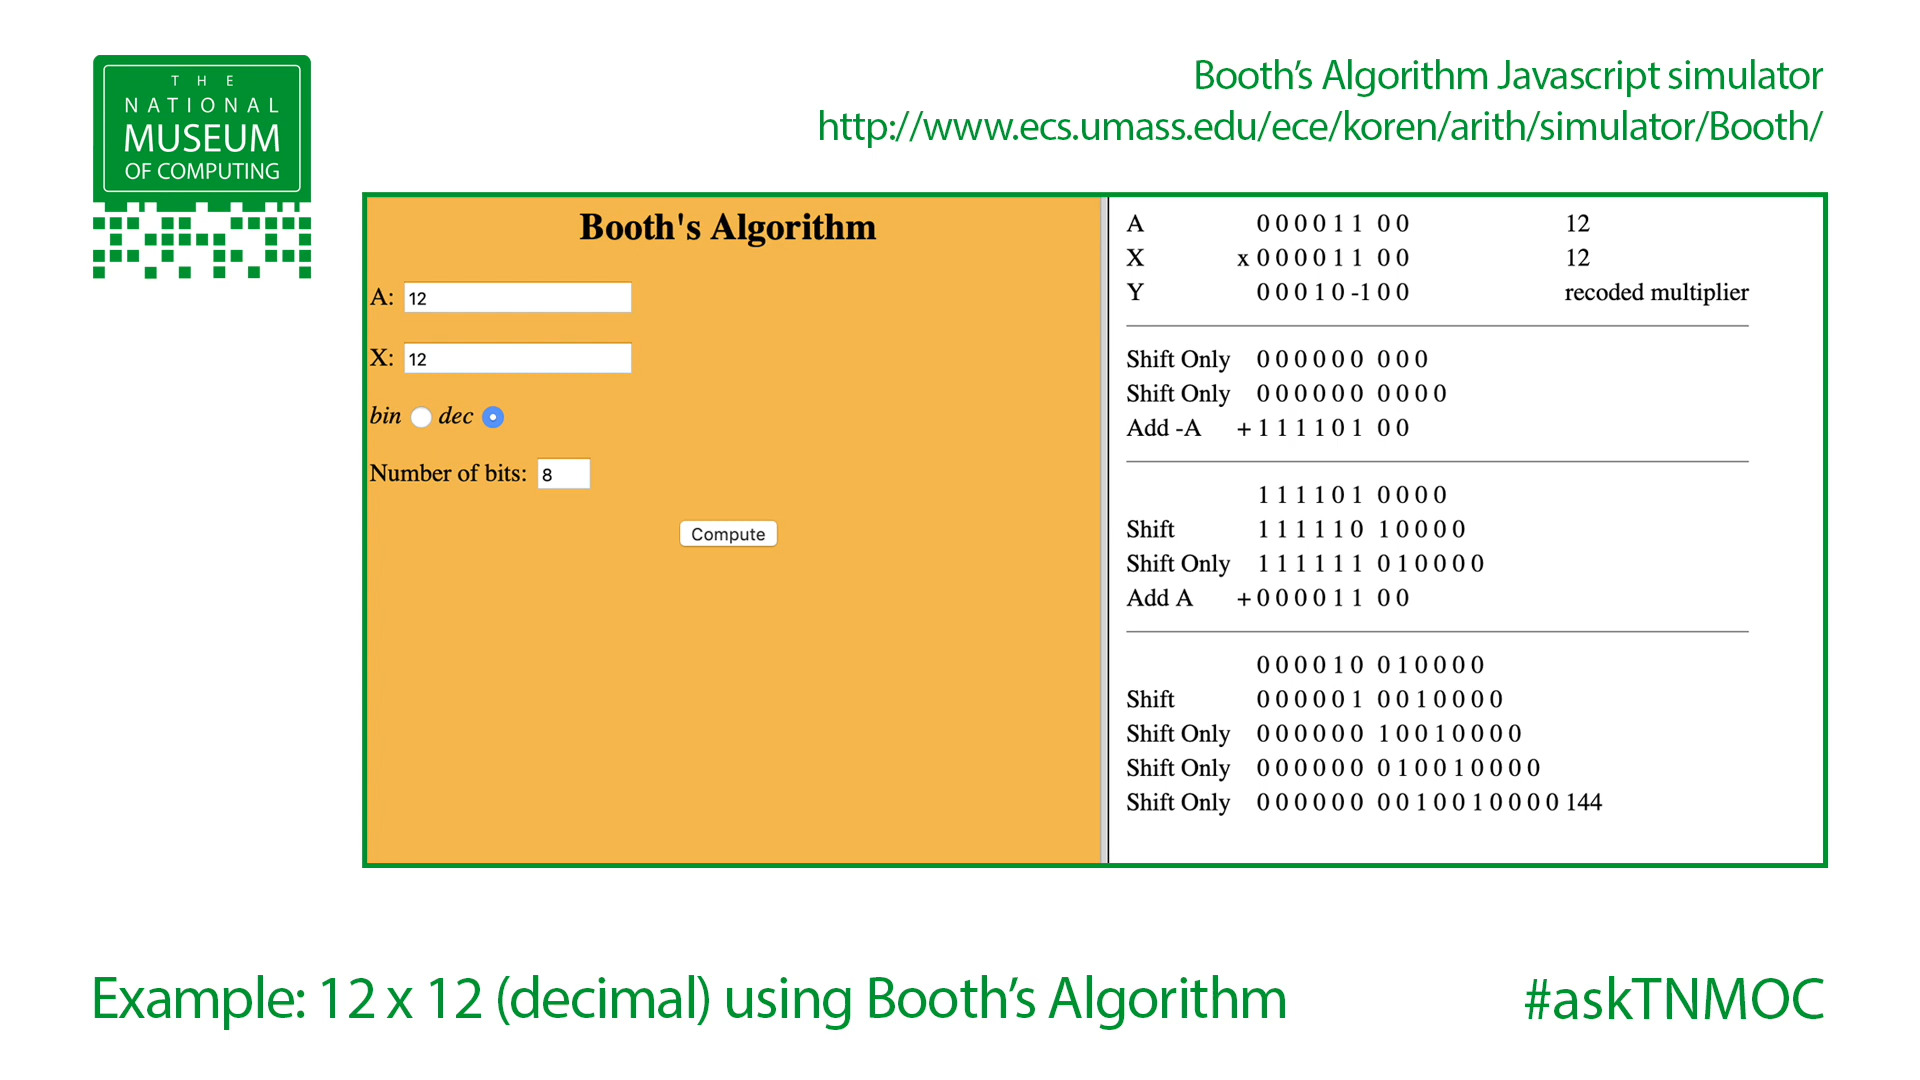 THE
NATIONAL
MUSEUM
OF COMPUTING
Booth's Algorithm Javascript simulator
http://www.ecs.umass.edu/ece/koren/arith/simulator/Booth/
Booth's Algorithm
A: 12
X: 12
bin dec
Number of bits: 8
Compute
A 0 0 0 0 1 1 0 0 12
X x 0 0 0 0 1 1 0 0 12
Y 0 0 0 1 0 -1 0 0 recoded multiplier
Shift Only 0 0 0 0 0 0 0 0 0
Shift Only 0 0 0 0 0 0 0 0 0 0
Add -A + 1 1 1 1 0 1 0 0
1 1 1 1 0 1 0 0 0 0
Shift 1 1 1 1 1 0 1 0 0 0 0
Shift Only 1 1 1 1 1 1 0 1 0 0 0 0
Add A + 0 0 0 0 1 1 0 0
0 0 0 0 1 0 0 1 0 0 0 0
Shift 0 0 0 0 0 1 0 0 1 0 0 0 0
Shift Only 0 0 0 0 0 0 1 0 0 1 0 0 0 0
Shift Only 0 0 0 0 0 0 0 1 0 0 1 0 0 0 0
Shift Only 0 0 0 0 0 0 0 0 1 0 0 1 0 0 0 0 144
Example: 12 x 12 (decimal) using Booth's Algorithm
#askTNMOC